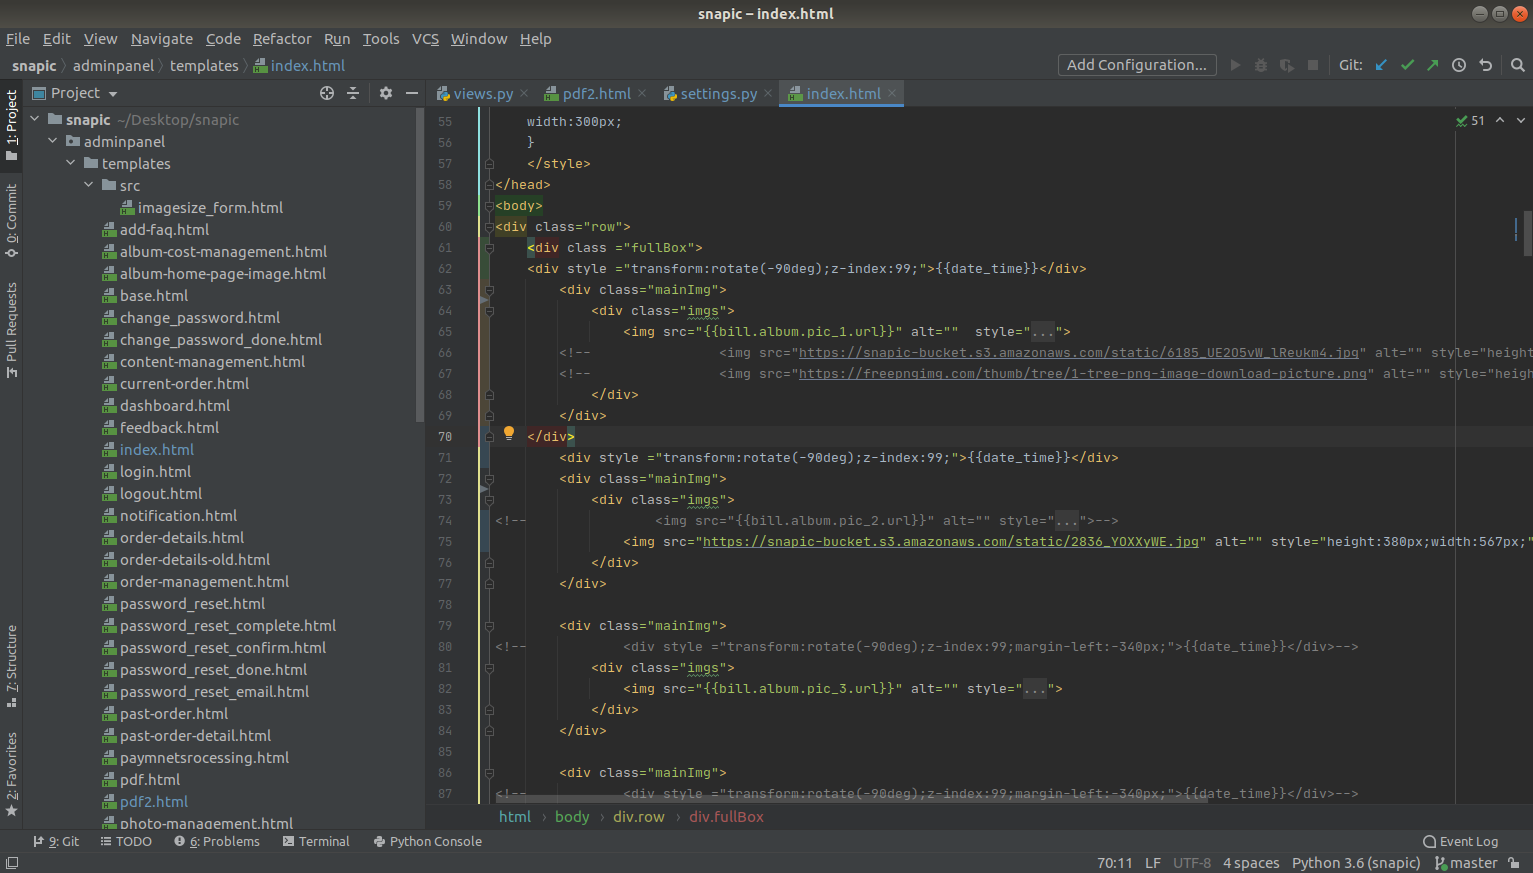 snapic – index.html
File Edit View Navigate Code Refactor Run Tools VCS Window Help
snapic adminpanel templates index.html Add Configuration... Git:
1: Project
0: Commit
Pull Requests
7: Structure
2: Favorites
Project
snapic ~/Desktop/snapic
adminpanel
templates
src
imagesize_form.html
add-faq.html
album-cost-management.html
album-home-page-image.html
base.html
change_password.html
change_password_done.html
content-management.html
current-order.html
dashboard.html
feedback.html
index.html
login.html
logout.html
notification.html
order-details.html
order-details-old.html
order-management.html
password_reset.html
password_reset_complete.html
password_reset_confirm.html
password_reset_done.html
password_reset_email.html
past-order.html
past-order-detail.html
paymnetsrocessing.html
pdf.html
pdf2.html
photo-management.html
views.py pdf2.html settings.py index.html
51
55 width:300px;
56 }
57 </style>
58 </head>
59 <body>
60 <div class="row">
61 <div class ="fullBox">
62 <div style ="transform:rotate(-90deg);z-index:99;">{{date_time}}</div>
63 <div class="mainImg">
64 <div class="imgs">
65 <img src="{{bill.album.pic_1.url}}" alt=""  style="...">
66 <!-- <img src="https://snapic-bucket.s3.amazonaws.com/static/6185_UE2O5vW_lReukm4.jpg" alt="" style="height
67 <!-- <img src="https://freepngimg.com/thumb/tree/1-tree-png-image-download-picture.png" alt="" style="heigh
68 </div>
69 </div>
70 </div>
71 <div style ="transform:rotate(-90deg);z-index:99;">{{date_time}}</div>
72 <div class="mainImg">
73 <div class="imgs">
74 <!-- <img src="{{bill.album.pic_2.url}}" alt="" style="...">-->
75 <img src="https://snapic-bucket.s3.amazonaws.com/static/2836_YOXXyWE.jpg" alt="" style="height:380px;width:567px;"
76 </div>
77 </div>
78
79 <div class="mainImg">
80 <!-- <div style ="transform:rotate(-90deg);z-index:99;margin-left:-340px;">{{date_time}}</div>-->
81 <div class="imgs">
82 <img src="{{bill.album.pic_3.url}}" alt="" style="...">
83 </div>
84 </div>
85
86 <div class="mainImg">
87 <!-- <div style ="transform:rotate(-90deg);z-index:99;margin-left:-340px;">{{date_time}}</div>-->
html body div.row div.fullBox
9: Git TODO 6: Problems Terminal Python Console Event Log
70:11 LF UTF-8 4 spaces Python 3.6 (snapic) master